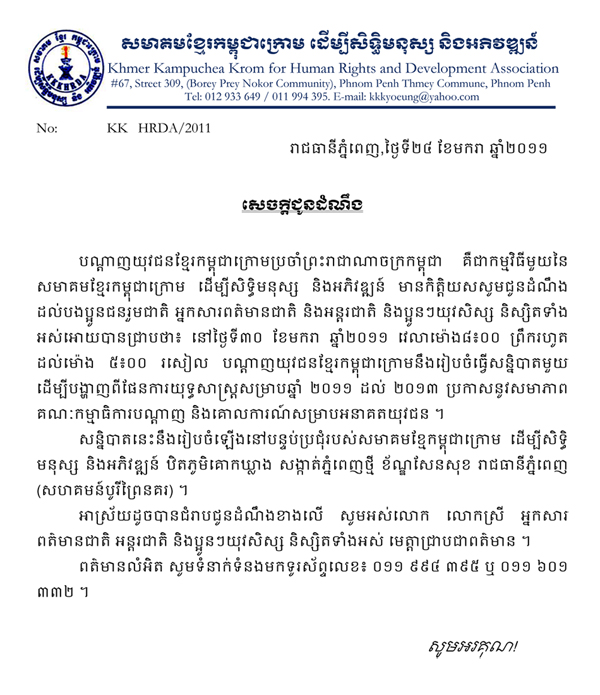 សមាគមខ្មែរកម្ពុជាក្រោម ដើម្បីសិទ្ធិមនុស្ស និងអភិវឌ្ឍន៍
Khmer Kampuchea Krom for Human Rights and Development Association
#67, Street 309, (Borey Prey Nokor Community), Phnom Penh Thmey Commune, Phnom Penh
Tel: 012 933 649 / 011 994 395. E-mail: kkkyoeung@yahoo.com
KKKHRDA
No: KK HRDA/2011
រាជធានីភ្នំពេញ,ថ្ងៃទី២៤ ខែមករា ឆ្នាំ២០១១
សេចក្តីជូនដំណឹង
បណ្តាញយុវជនខ្មែរកម្ពុជាក្រោមប្រចាំព្រះរាជាណាចក្រកម្ពុជា គឺជាកម្មវិធីមួយនៃ
សមាគមខ្មែរកម្ពុជាក្រោម ដើម្បីសិទ្ធិមនុស្ស និងអភិវឌ្ឍន៍ មានកិត្តិយសសូមជូនដំណឹង
ដល់បងប្អូនជនរួមជាតិ អ្នកសារព័ត៌មានជាតិ និងអន្តរជាតិ និងប្អូនៗយុវសិស្ស និស្សិតទាំង
អស់អោយបានជ្រាបថា៖ នៅថ្ងៃទី៣០ ខែមករា ឆ្នាំ២០១១ វេលាម៉ោង៨:០០ ព្រឹករហូត
ដល់ម៉ោង ៥:០០ រសៀល បណ្តាញយុវជនខ្មែរកម្ពុជាក្រោមនឹងរៀបចំធ្វើសន្និបាតមួយ
ដើម្បីបង្ហាញពីផែនការយុទ្ធសាស្ត្រសម្រាប់ឆ្នាំ ២០១១ ដល់ ២០១៣ ប្រកាសនូវសមាភាព
គណៈកម្មាធិការបណ្តាញ និងគោលការណ៍សម្រាប់អនាគតយុវជន ។
សន្និបាតនេះនឹងរៀបចំឡើងនៅបន្ទប់ប្រជុំរបស់សមាគមខ្មែកម្ពុជាក្រោម ដើម្បីសិទ្ធិ
មនុស្ស និងអភិវឌ្ឍន៍ ឋិតភូមិគោកឃ្លាង សង្កាត់ភ្នំពេញថ្មី ខ័ណ្ឌសែនសុខ រាជធានីភ្នំពេញ
(សហគមន៍បូរីព្រៃនគរ) ។
អាស្រ័យដូចបានជំរាបជូនដំណឹងខាងលើ សូមអស់លោក លោកស្រី អ្នកសារ
ពត៌មានជាតិ អន្តរជាតិ និងប្អូនៗយុវសិស្ស និស្សិតទាំងអស់ មេត្តាជ្រាបជាពត៌មាន ។
ពត៌មានលំអិត សូមទំនាក់ទំនងមកទូរស័ព្ទលេខ៖ ០១១ ៩៩៤ ៣៩៥ ឬ ០១១ ៦០១
៣៣២ ។
សូមអរគុណ!